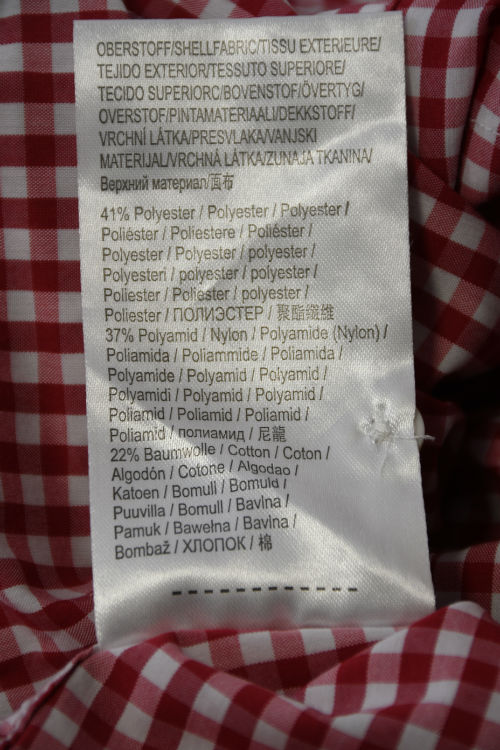 OBERSTOFF/SHELLFABRIC/TISSU EXTERIEURE/
TEJIDO EXTERIOR/TESSUTO SUPERIORE/
TECIDO SUPERIORC/BOVENSTOF/ÖVERTYG/
OVERSTOF/PINTAMATERIAALI/DEKKSTOFF/
VRCHNÍ LÁTKA/PRESVLAKA/VANJSKI
MATERIJAL/VRCHNÁ LÁTKA/ZUNAJA TKANINA/
Верхний материал/面布
41% Polyester / Polyester / Polyester /
Poliéster / Poliestere / Poliéster /
Polyester / Polyester / polyester /
Polyesteri / polyester / polyester /
Poliester / Poliester / polyester /
Poliester / ПОЛИЭСТЕР / 聚酯纖维
37% Polyamid / Nylon / Polyamide (Nylon) /
Poliamida / Poliammide / Poliamida /
Polyamide / Polyamid / Polyamid /
Polyamidi / Polyamid / Polyamid /
Poliamid / Poliamid / Poliamid /
Poliamid / полиамид / 尼龍
22% Baumwolle / Cotton / Coton /
Algodón / Cotone / Algodao /
Katoen / Bomull / Bomuld /
Puuvilla / Bomull / Bavlna /
Pamuk / Bawełna / Bavlna /
Bombaž / ХЛОПОК / 棉